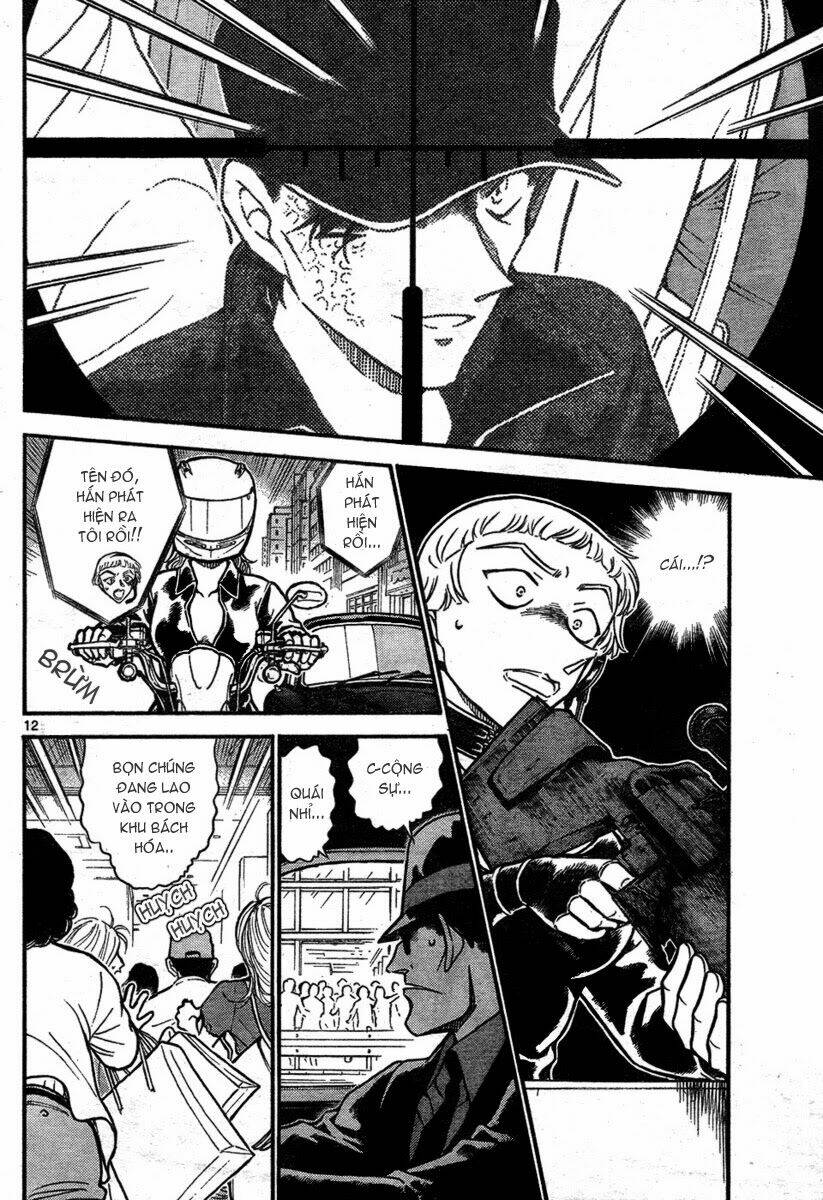 CÁI...!?
HẮN
PHÁT
HIỆN
RỒI...
TÊN ĐÓ,
HẮN PHÁT
HIỆN RA
TÔI RỒI!!
BRỪM
12
C-CỘNG
SỰ...
QUÁI
NHỈ...
BỌN CHÚNG
ĐANG LAO
VÀO TRONG
KHU BÁCH
HÓA..
HUỴCH
HUỴCH